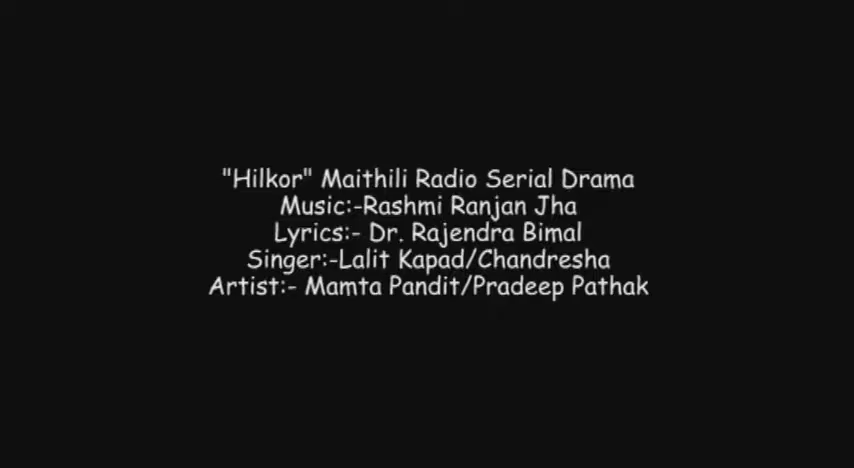 "Hilkor" Maithili Radio Serial Drama
Music:-Rashmi Ranjan Jha
Lyrics:- Dr. Rajendra Bimal
Singer:-Lalit Kapad/Chandresha
Artist:- Mamta Pandit/Pradeep Pathak